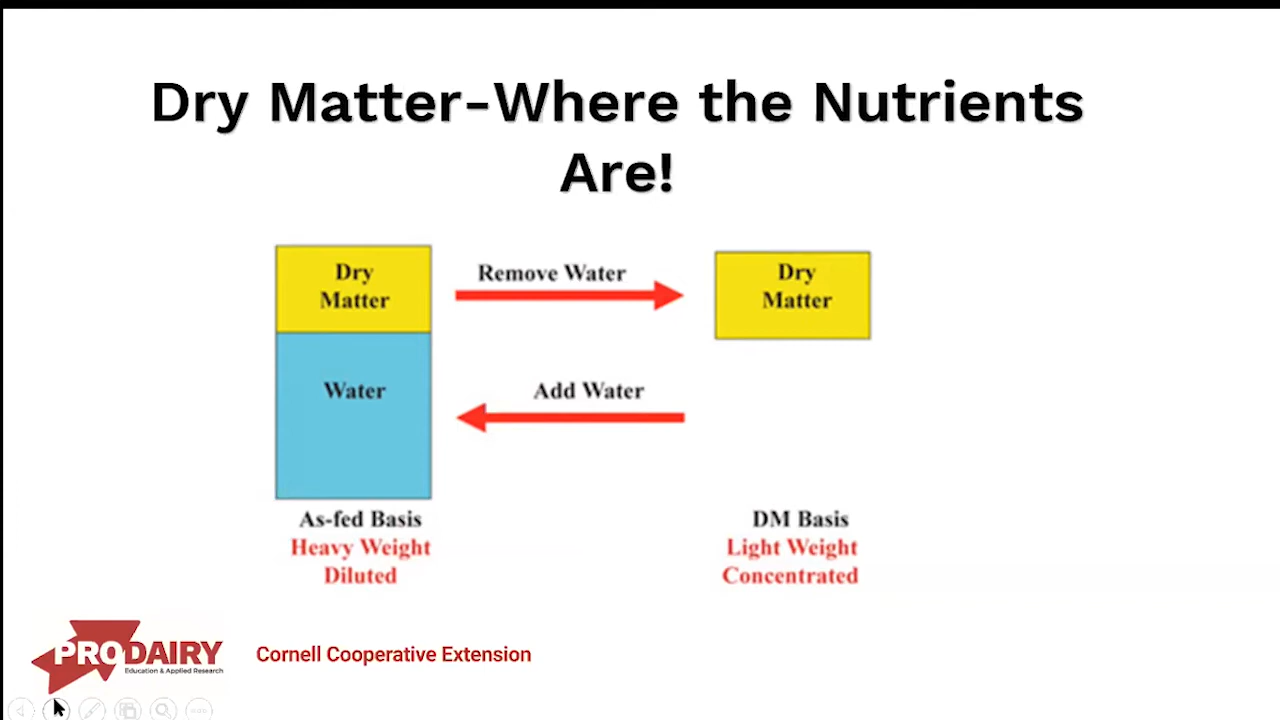 Dry Matter-Where the Nutrients
Are!
Dry
Matter
Remove Water
Dry
Matter
Water
Add Water
As-fed Basis
Heavy Weight
Diluted
DM Basis
Light Weight
Concentrated
PRODAIRY
Education & Applied Research
Cornell Cooperative Extension